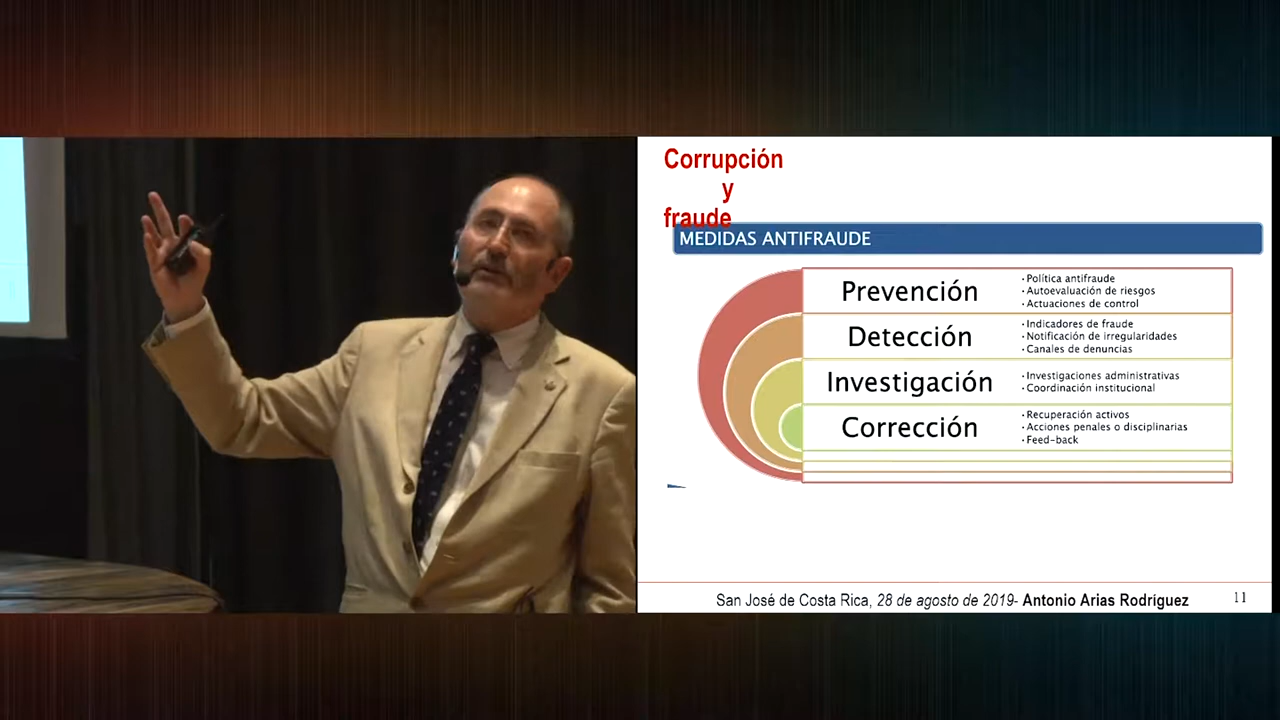 Corrupción
y
fraude
MEDIDAS ANTIFRAUDE
Prevención
· Política antifraude
· Autoevaluación de riesgos
· Actuaciones de control
Detección
· Indicadores de fraude
· Notificación de irregularidades
· Canales de denuncias
Investigación
· Investigaciones administrativas
· Coordinación institucional
Corrección
· Recuperación activos
· Acciones penales o disciplinarias
· Feed-back
San José de Costa Rica, 28 de agosto de 2019- Antonio Arias Rodríguez
11